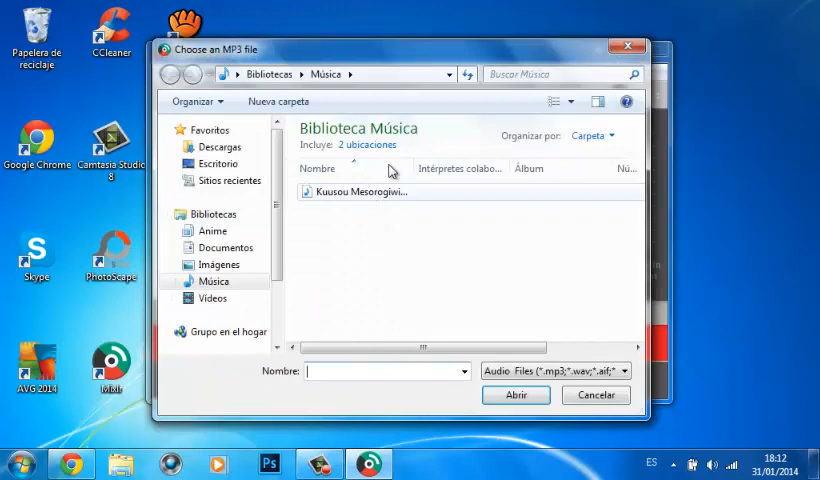 Papelera de
reciclaje
CCleaner
Google Chrome
Camtasia Studio
8
Skype
PhotoScape
AVG 2014
Mixlr
Choose an MP3 file
Bibliotecas
Música
Buscar Música
Organizar
Nueva carpeta
Favoritos
Descargas
Escritorio
Sitios recientes
Bibliotecas
Anime
Documentos
Imágenes
Música
Vídeos
Grupo en el hogar
Biblioteca Música
Incluye: 2 ubicaciones
Organizar por: Carpeta
Nombre
Intérpretes colabo...
Álbum
Nú...
Kuusou Mesorogiwi...
Nombre:
Audio Files (*.mp3;*.wav;*.aif;*
Abrir
Cancelar
Ps
ES
18:12
31/01/2014